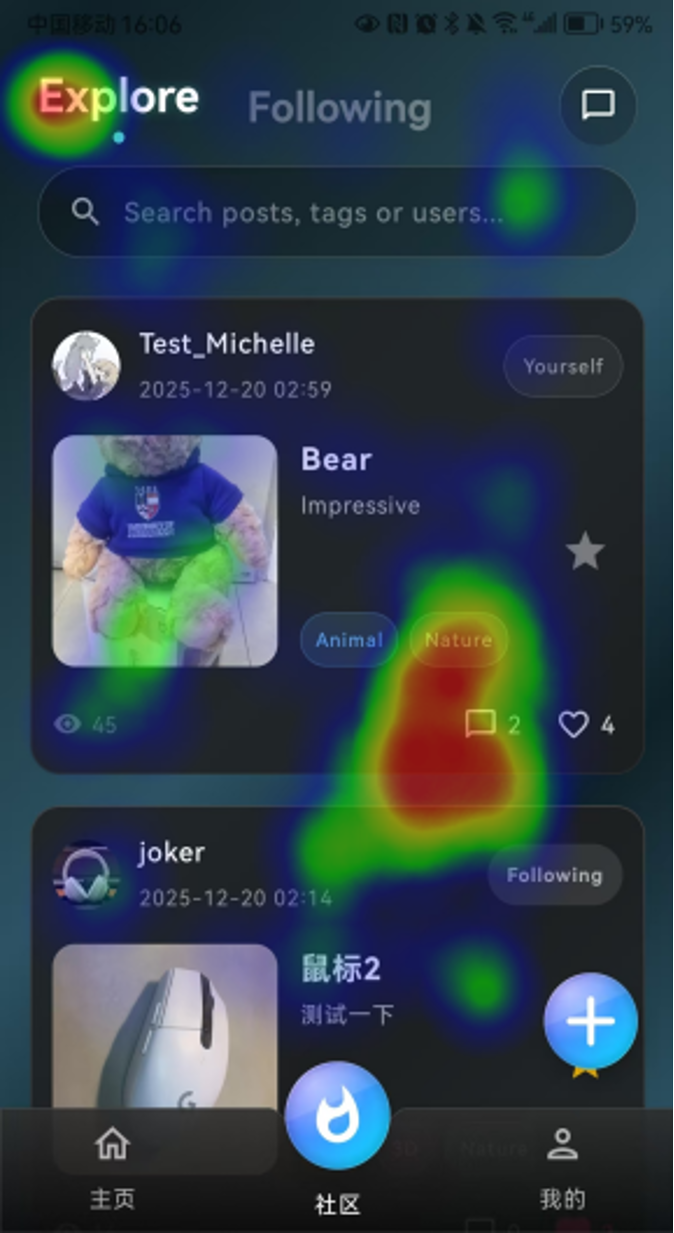 中国移动 16:06 59%
Explore Following
Search posts, tags or users...
Test_Michelle
2025-12-20 02:59
Yourself
Bear
Impressive
Animal Nature
45 2 4
joker
2025-12-20 02:14
Following
鼠标2
测试一下
G
3D Nature
主页 社区 我的